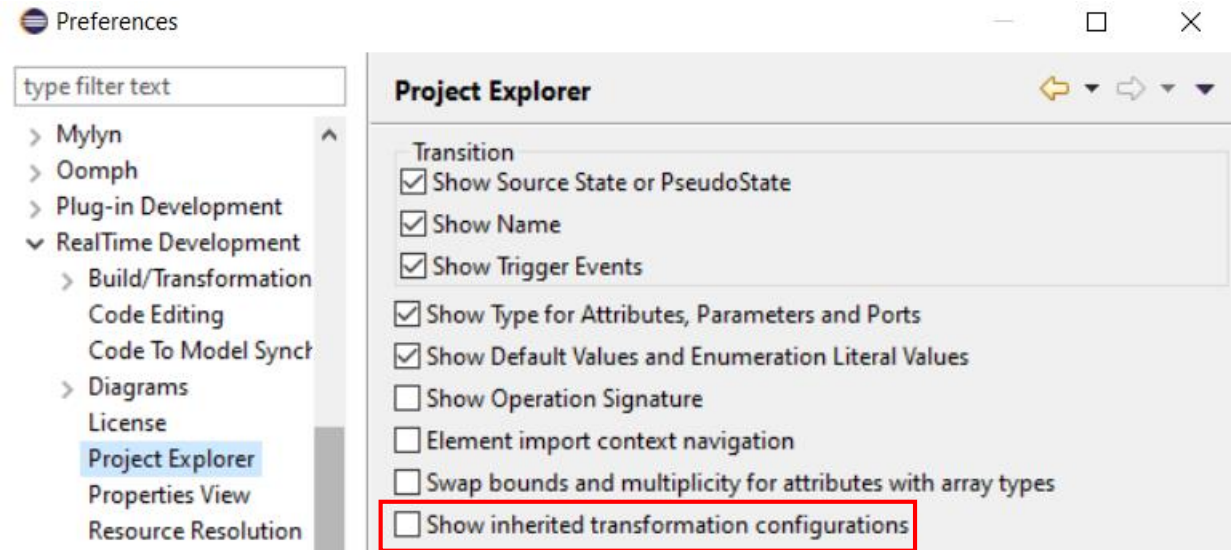 Preferences
type filter text
Mylyn
Oomph
Plug-in Development
RealTime Development
Build/Transformation
Code Editing
Code To Model Synch
Diagrams
License
Project Explorer
Properties View
Resource Resolution
Project Explorer
Transition
Show Source State or PseudoState
Show Name
Show Trigger Events
Show Type for Attributes, Parameters and Ports
Show Default Values and Enumeration Literal Values
Show Operation Signature
Element import context navigation
Swap bounds and multiplicity for attributes with array types
Show inherited transformation configurations